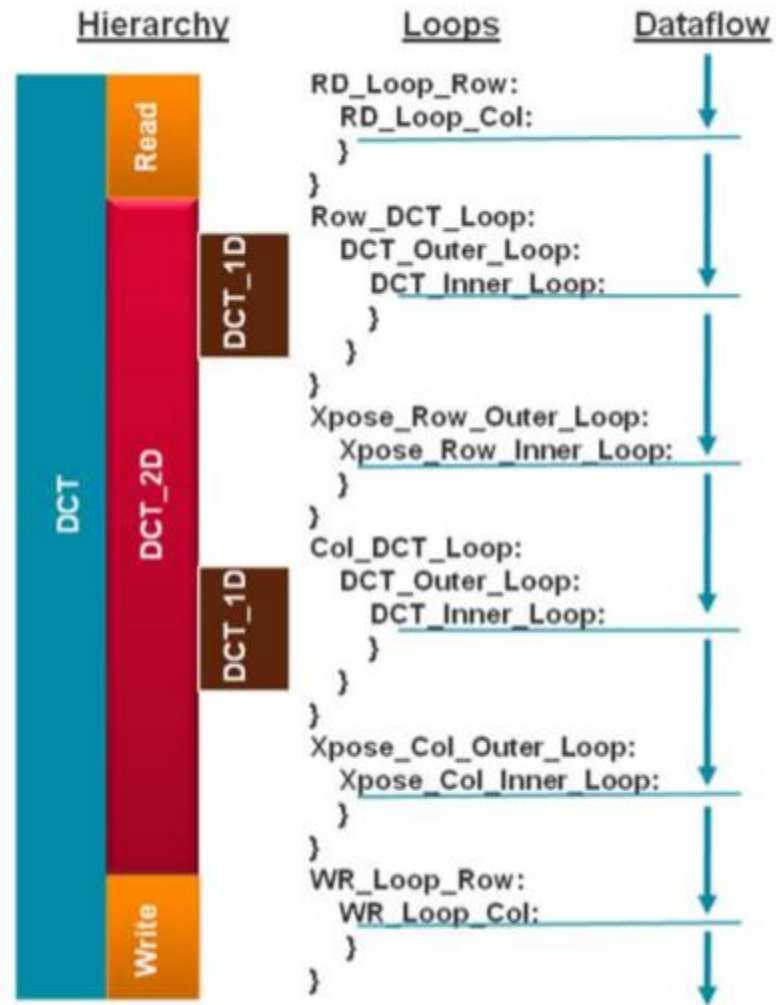 Hierarchy Loops Dataflow
DCT
Read
DCT_2D
Write
DCT_1D
DCT_1D
RD_Loop_Row:
RD_Loop_Col:
}
}
Row_DCT_Loop:
DCT_Outer_Loop:
DCT_Inner_Loop:
}
}
}
Xpose_Row_Outer_Loop:
Xpose_Row_Inner_Loop:
}
}
Col_DCT_Loop:
DCT_Outer_Loop:
DCT_Inner_Loop:
}
}
}
Xpose_Col_Outer_Loop:
Xpose_Col_Inner_Loop:
}
}
WR_Loop_Row:
WR_Loop_Col:
}
}